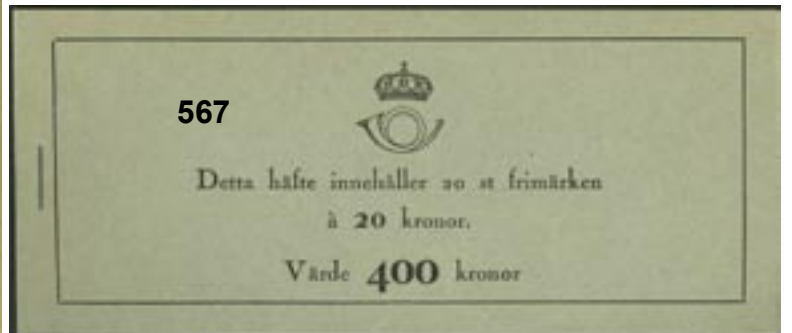 567
Detta häfte innehåller 20 st frimärken
à 20 kronor.
Värde 400 kronor